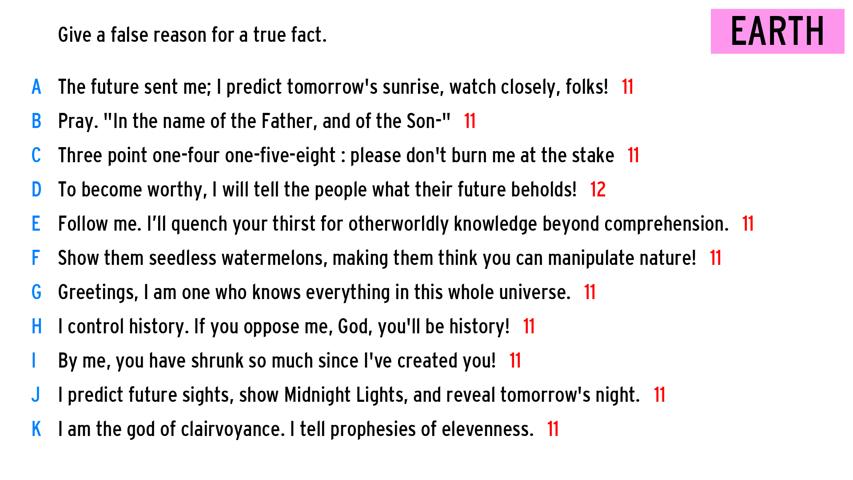 Give a false reason for a true fact.
EARTH
A The future sent me; I predict tomorrow's sunrise, watch closely, folks! 11
B Pray. "In the name of the Father, and of the Son-" 11
C Three point one-four one-five-eight : please don't burn me at the stake 11
D To become worthy, I will tell the people what their future beholds! 12
E Follow me. I'll quench your thirst for otherworldly knowledge beyond comprehension. 11
F Show them seedless watermelons, making them think you can manipulate nature! 11
G Greetings, I am one who knows everything in this whole universe. 11
H I control history. If you oppose me, God, you'll be history! 11
I By me, you have shrunk so much since I've created you! 11
J I predict future sights, show Midnight Lights, and reveal tomorrow's night. 11
K I am the god of clairvoyance. I tell prophesies of elevenness. 11